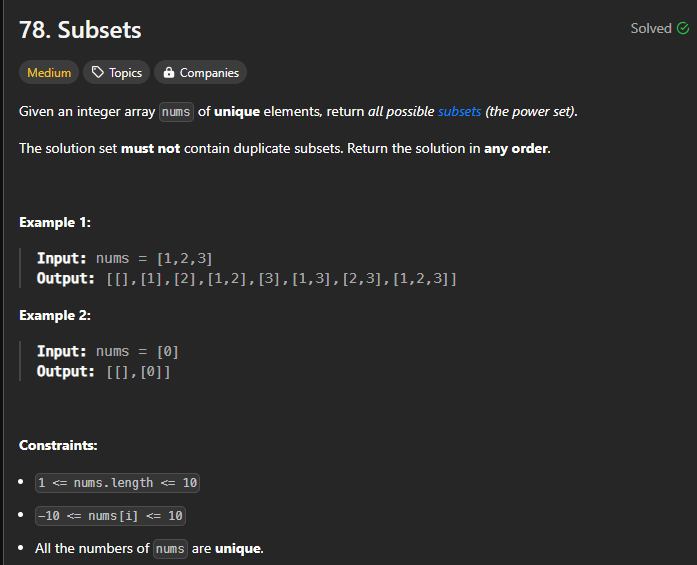 78. Subsets
Solved
Medium
Topics
Companies
Given an integer array nums of unique elements, return all possible subsets (the power set).
The solution set must not contain duplicate subsets. Return the solution in any order.
Example 1:
Input: nums = [1,2,3]
Output: [[],[1],[2],[1,2],[3],[1,3],[2,3],[1,2,3]]
Example 2:
Input: nums = [0]
Output: [[],[0]]
Constraints:
• 1 <= nums.length <= 10
• -10 <= nums[i] <= 10
• All the numbers of nums are unique.